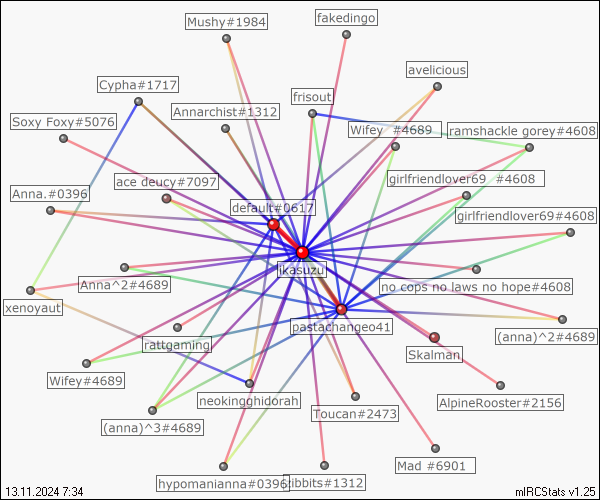 Mushy#1984
fakedingo
avelicious
Cypha#1717
frisout
Annarchist#1312
Soxy Foxy#5076
Wifey #4689
ramshackle gorey#4608
ace deucy#7097
girlfriendlover69 #4608
Anna.#0396
default#0617
girlfriendlover69#4608
ikasuzu
Anna^2#4689
no cops no laws no hope#4608
xenoyaut
pastachangeo41
(anna)^2#4689
rattgaming
Skalman
Wifey#4689
neokingghidorah
AlpineRooster#2156
Toucan#2473
(anna)^3#4689
Mad #6901
hypomanianna#0396
ribbits#1312
13.11.2024 7:34
mIRCStats v1.25